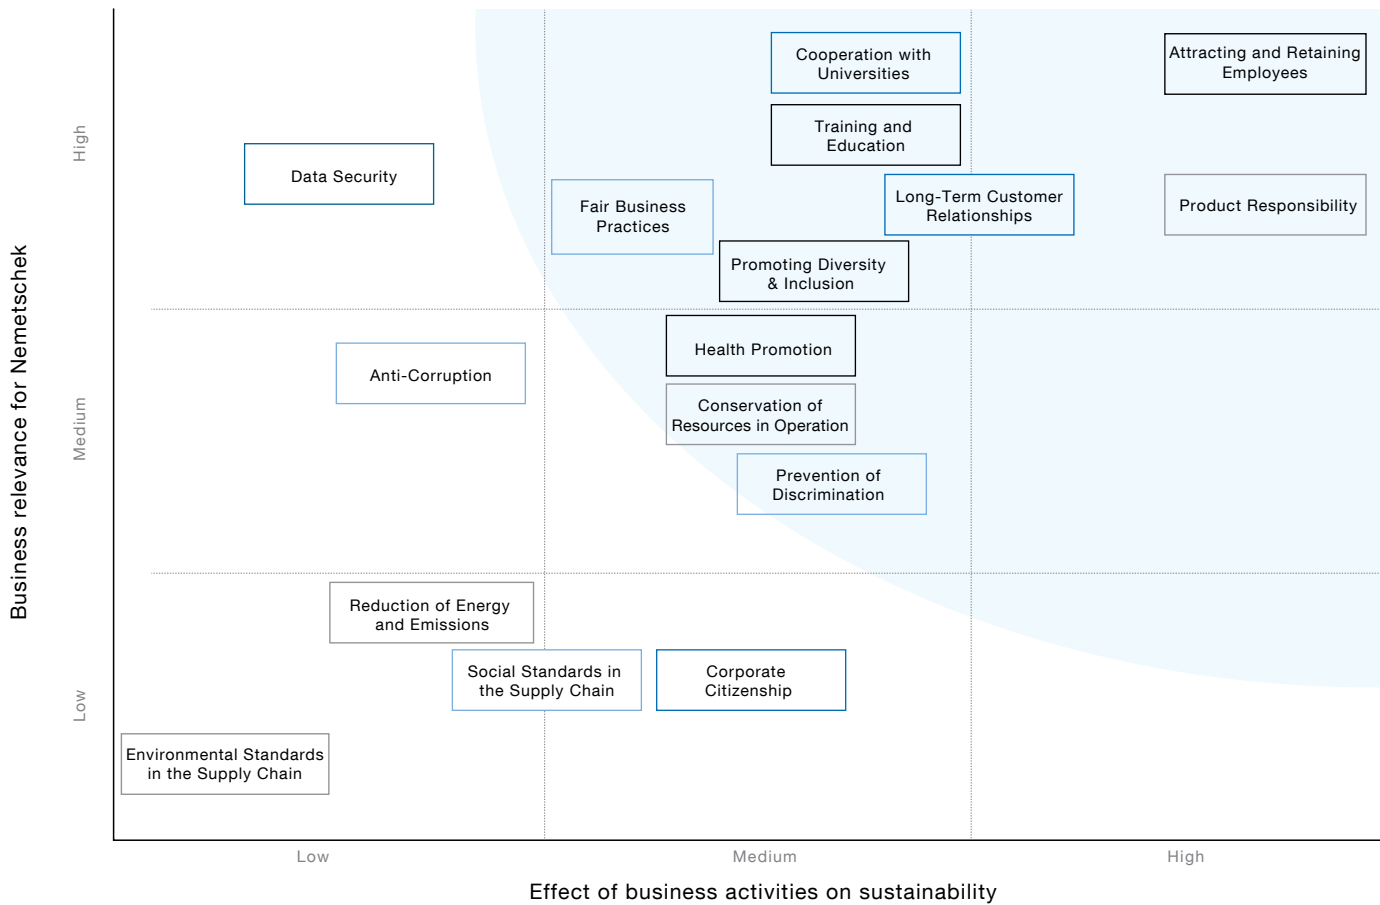 Business relevance for Nemetschek
High
Medium
Low
Cooperation with
Universities
Attracting and Retaining
Employees
Training and
Education
Data Security
Fair Business
Practices
Long-Term Customer
Relationships
Product Responsibility
Promoting Diversity
& Inclusion
Health Promotion
Anti-Corruption
Conservation of
Resources in Operation
Prevention of
Discrimination
Reduction of Energy
and Emissions
Social Standards in
the Supply Chain
Corporate
Citizenship
Environmental Standards
in the Supply Chain
Low
Medium
High
Effect of business activities on sustainability